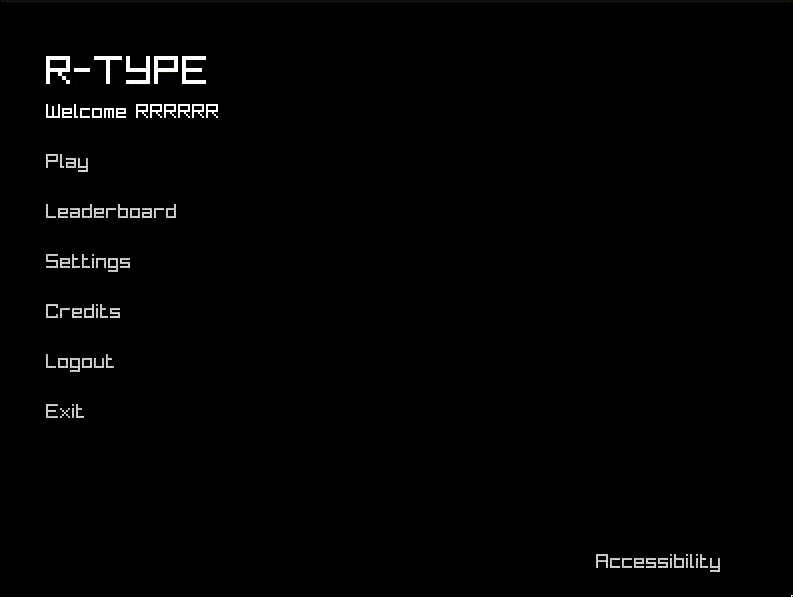 R-TYPE
Welcome RRRRRR
Play
Leaderboard
Settings
Credits
Logout
Exit
Accessibility